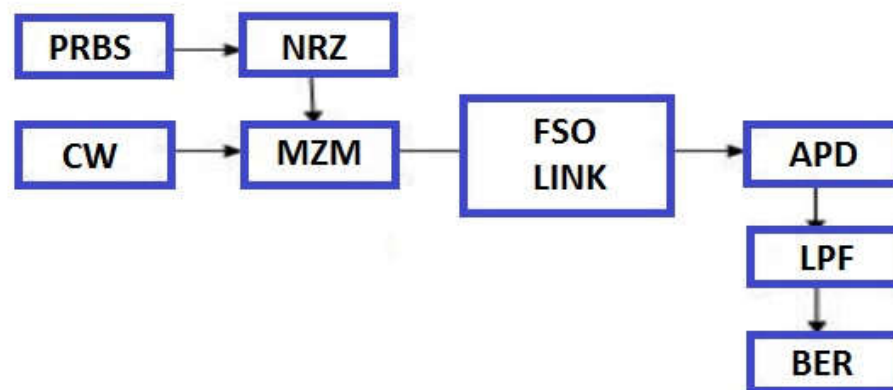 PRBS
NRZ
CW
MZM
FSO
LINK
APD
LPF
BER